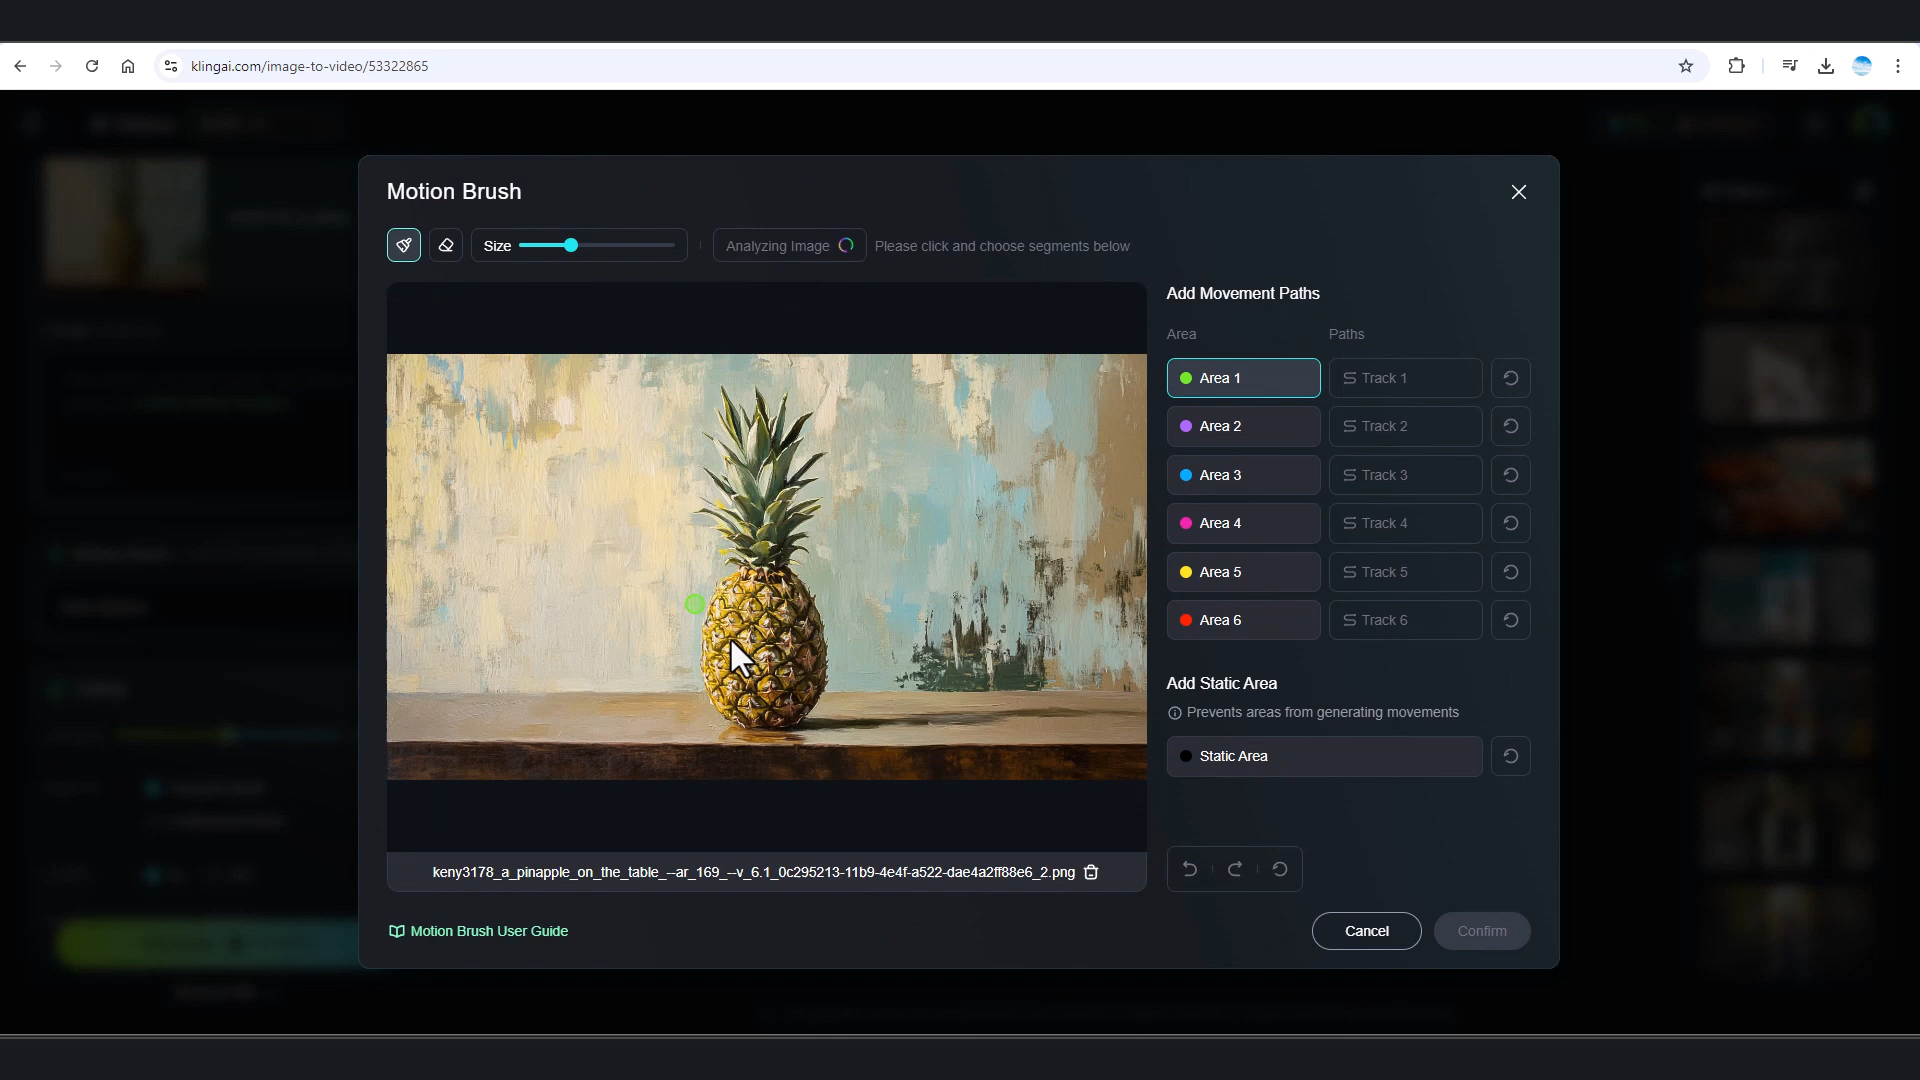 klingai.com/image-to-video/53322865
Motion Brush
Size
Analyzing Image
Please click and choose segments below
Add Movement Paths
Area Paths
Area 1 Track 1
Area 2 Track 2
Area 3 Track 3
Area 4 Track 4
Area 5 Track 5
Area 6 Track 6
Add Static Area
Prevents areas from generating movements
Static Area
keny3178_a_pinapple_on_the_table_--ar_169_--v_6.1_0c295213-11b9-4e4f-a522-dae4a2ff88e6_2.png
Motion Brush User Guide
Cancel
Confirm